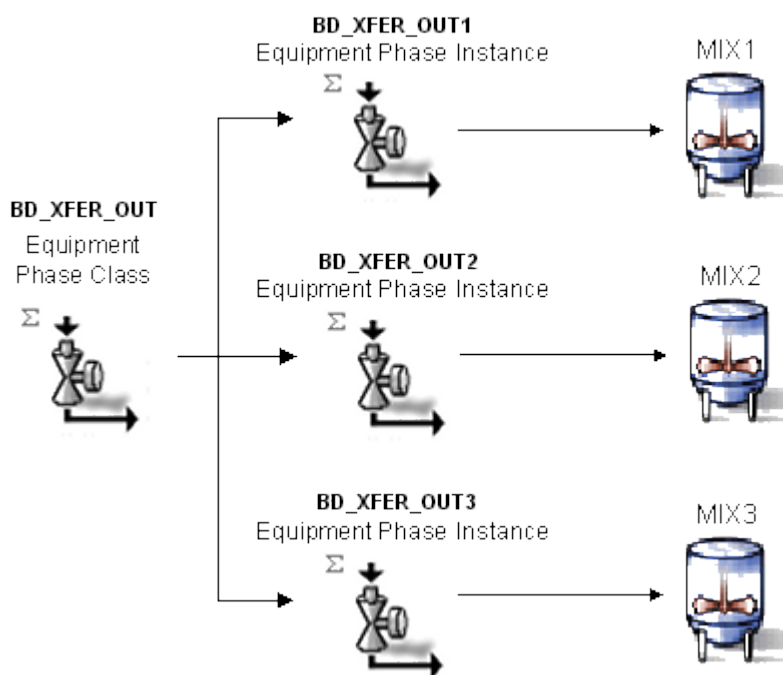 BD_XFER_OUT1
Equipment Phase Instance
Σ
MIX1
BD_XFER_OUT
Equipment
Phase Class
Σ
BD_XFER_OUT2
Equipment Phase Instance
Σ
MIX2
BD_XFER_OUT3
Equipment Phase Instance
Σ
MIX3